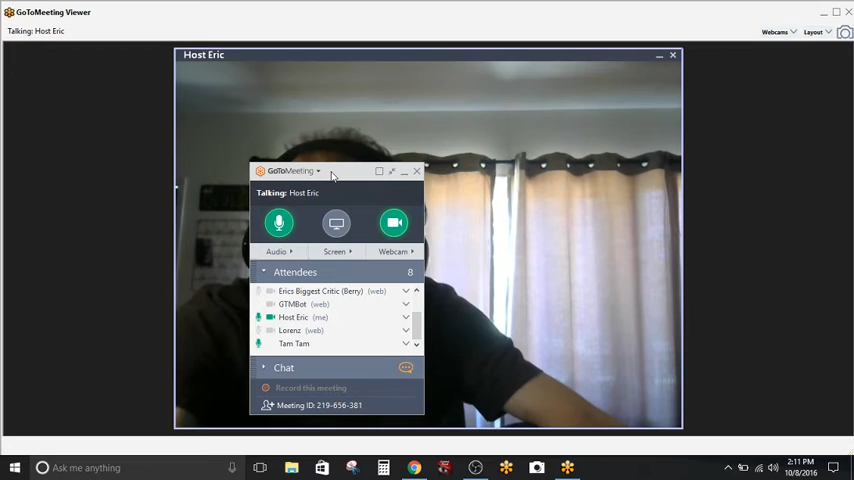 GoToMeeting Viewer
Talking: Host Eric
Webcams
Layout
Host Eric
GoToMeeting
Talking: Host Eric
Audio
Screen
Webcam
Attendees 8
Erics Biggest Critic (Berry) (web)
GTMBot (web)
Host Eric (me)
Lorenz (web)
Tam Tam
Chat
Record this meeting
Meeting ID: 219-656-381
Ask me anything
2:11 PM
10/8/2016